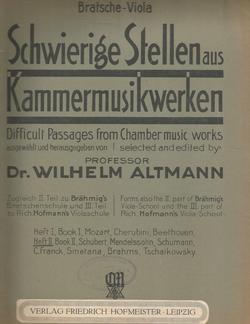 Bratsche-Viola
Schwierige Stellen aus
Kammermusikwerken
Difficult Passages from Chamber music works
ausgewählt und herausgegeben von | selected and edited by
PROFESSOR
Dr. WILHELM ALTMANN
Zugleich II. Teil zu Brähmig's
Bratschenschule und III. Teil
zu Rich. Hofmann's Violaschule
Forms also the II. part of Brähmig's
Viola-School and the III. part of
Rich. Hofmann's Viola-School
Heft I, Book I, Mozart, Cherubini, Beethoven,
Heft II, Book II, Schubert, Mendelssohn, Schumann,
C. Franck, Smetana, Brahms, Tschaikowsky.
VERLAG FRIEDRICH HOFMEISTER - LEIPZIG